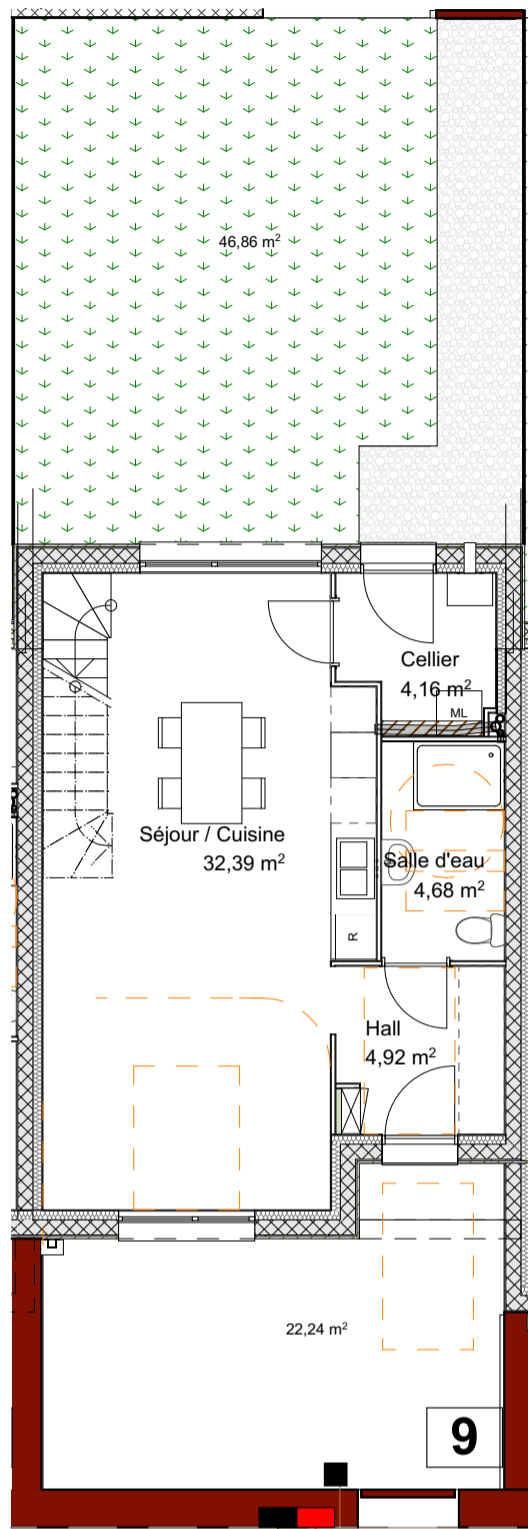 46,86 m²
Cellier
4,16 m²
ML
Séjour / Cuisine
32,39 m²
Salle d'eau
4,68 m²
R
Hall
4,92 m²
22,24 m²
9